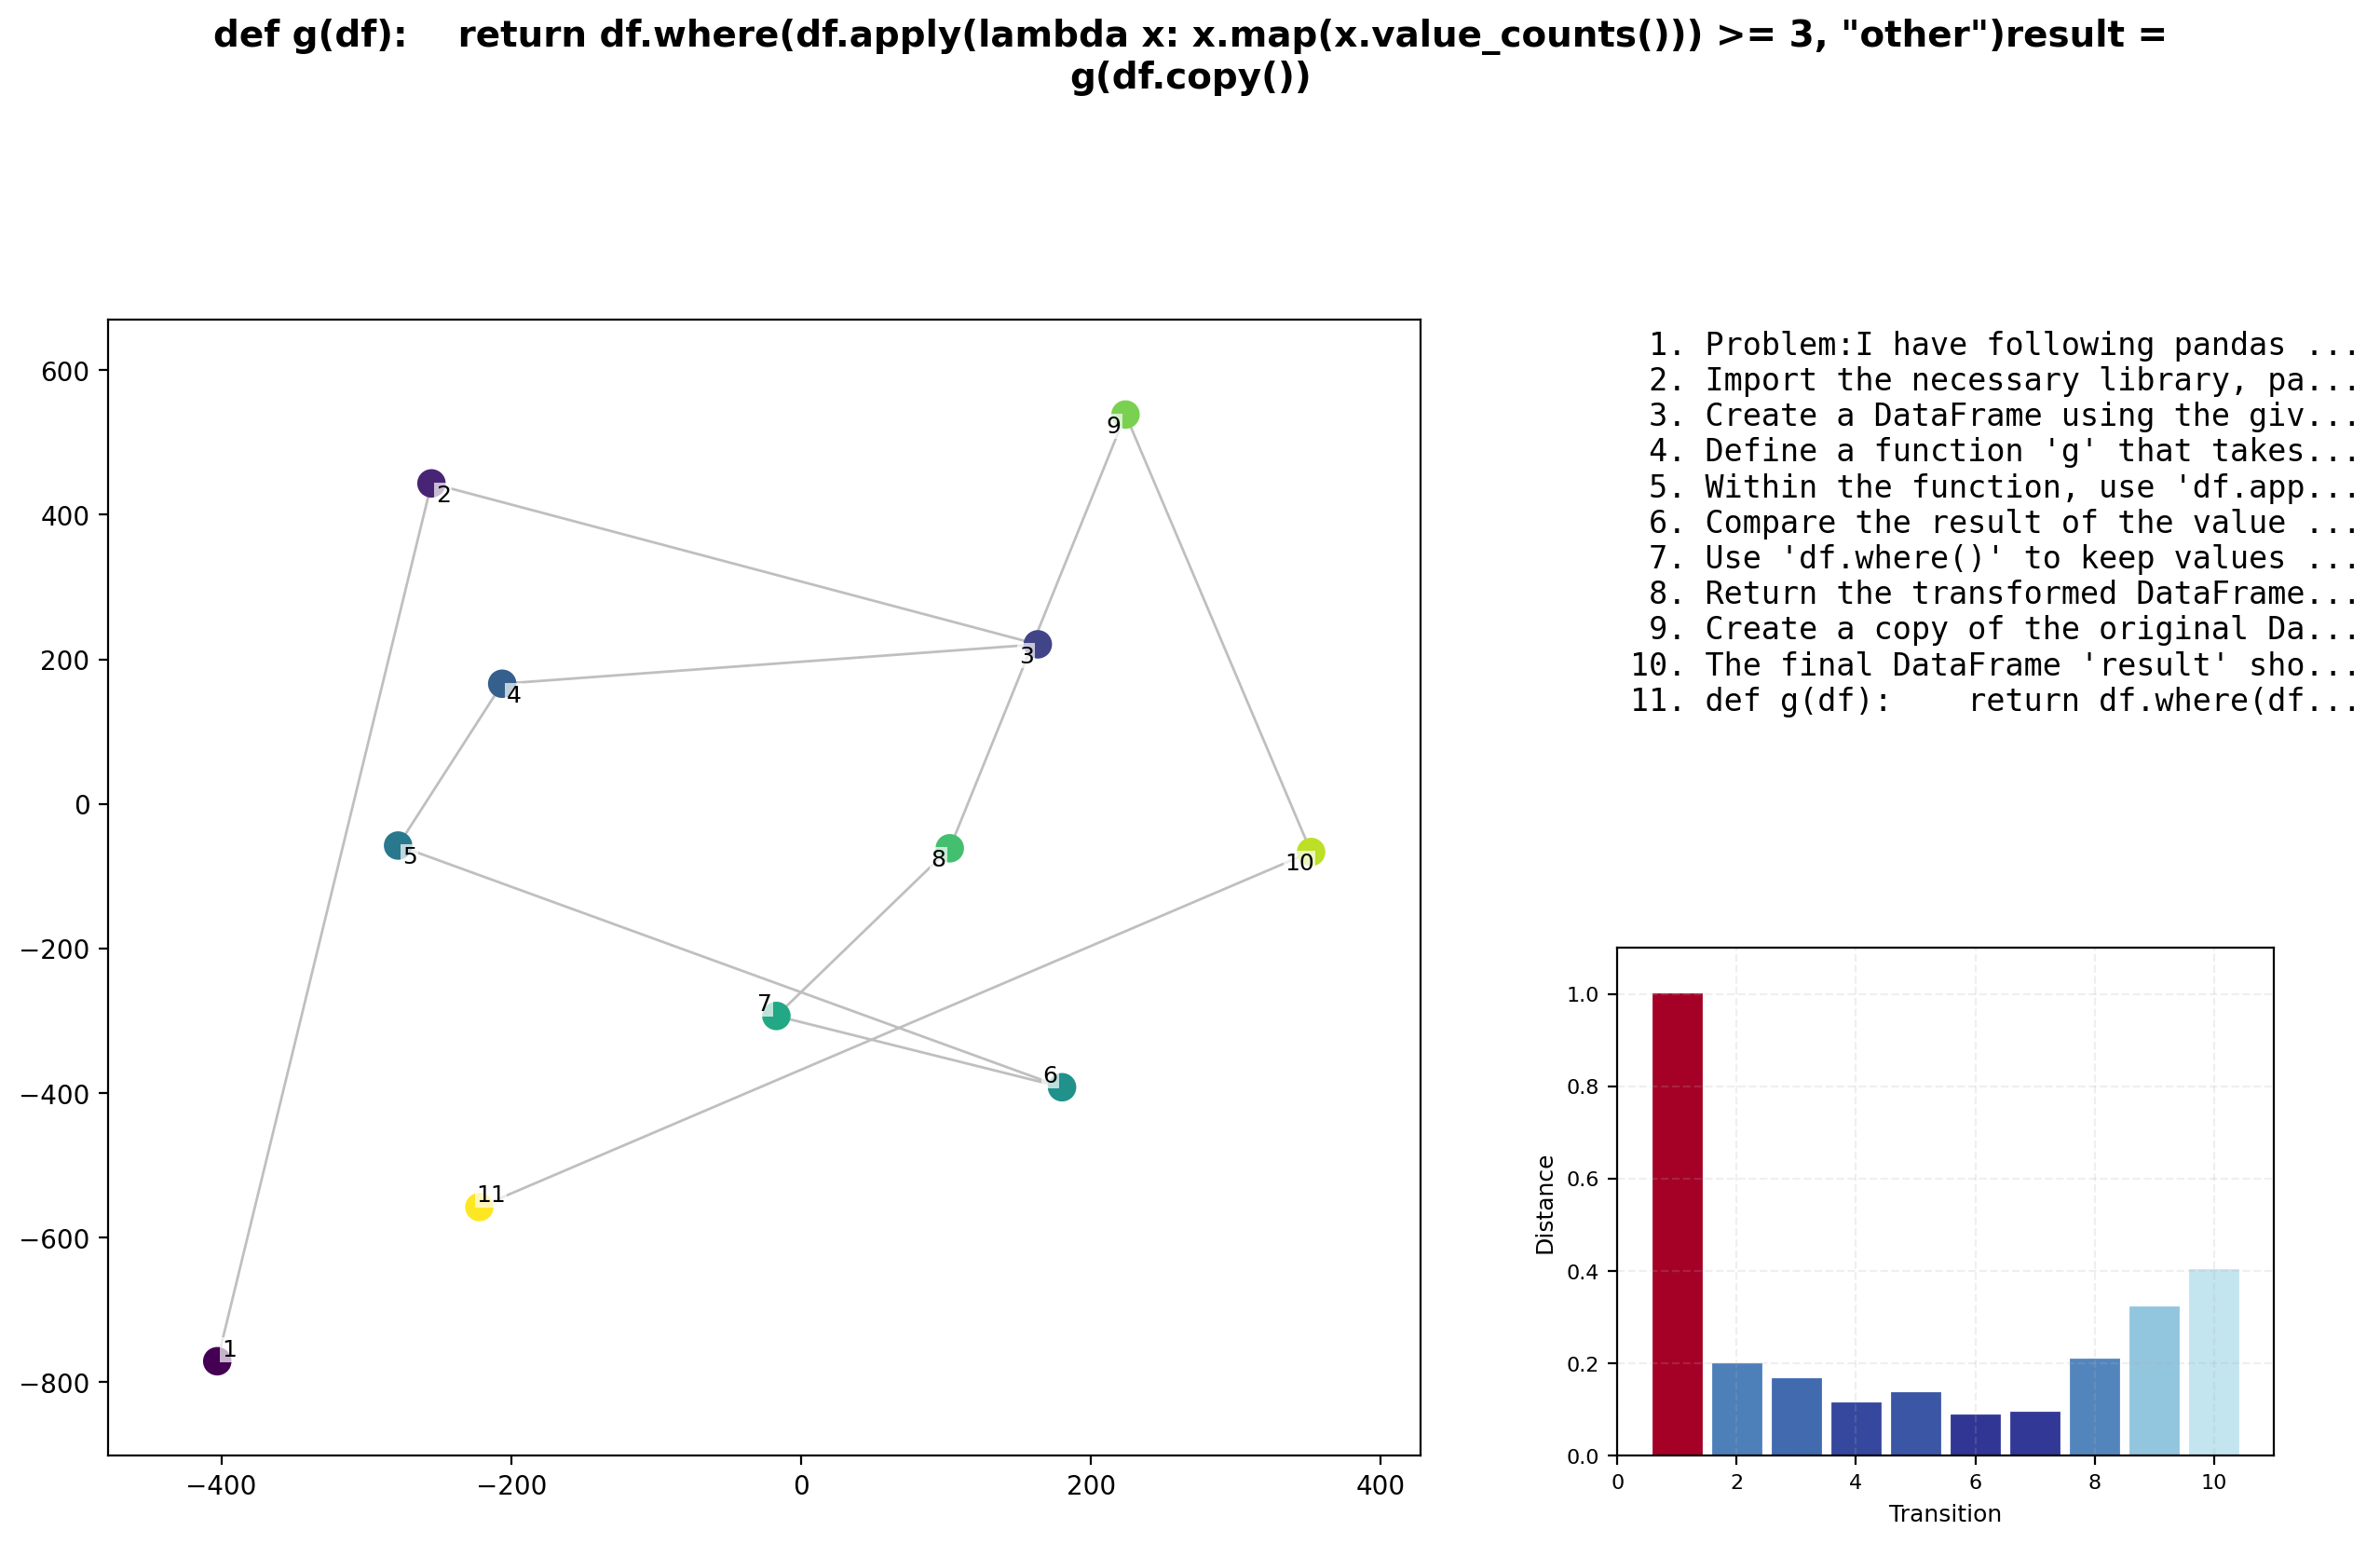 def g(df):    return df.where(df.apply(lambda x: x.map(x.value_counts())) >= 3, "other")result =
g(df.copy())
600
400
200
0
−200
−400
−600
−800
−400
−200
0
200
400
1
2
3
4
5
6
7
8
9
10
11
1. Problem:I have following pandas ...
2. Import the necessary library, pa...
3. Create a DataFrame using the giv...
4. Define a function 'g' that takes...
5. Within the function, use 'df.app...
6. Compare the result of the value ...
7. Use 'df.where()' to keep values ...
8. Return the transformed DataFrame...
9. Create a copy of the original Da...
10. The final DataFrame 'result' sho...
11. def g(df):    return df.where(df...
Distance
1.0
0.8
0.6
0.4
0.2
0.0
0
2
4
6
8
10
Transition